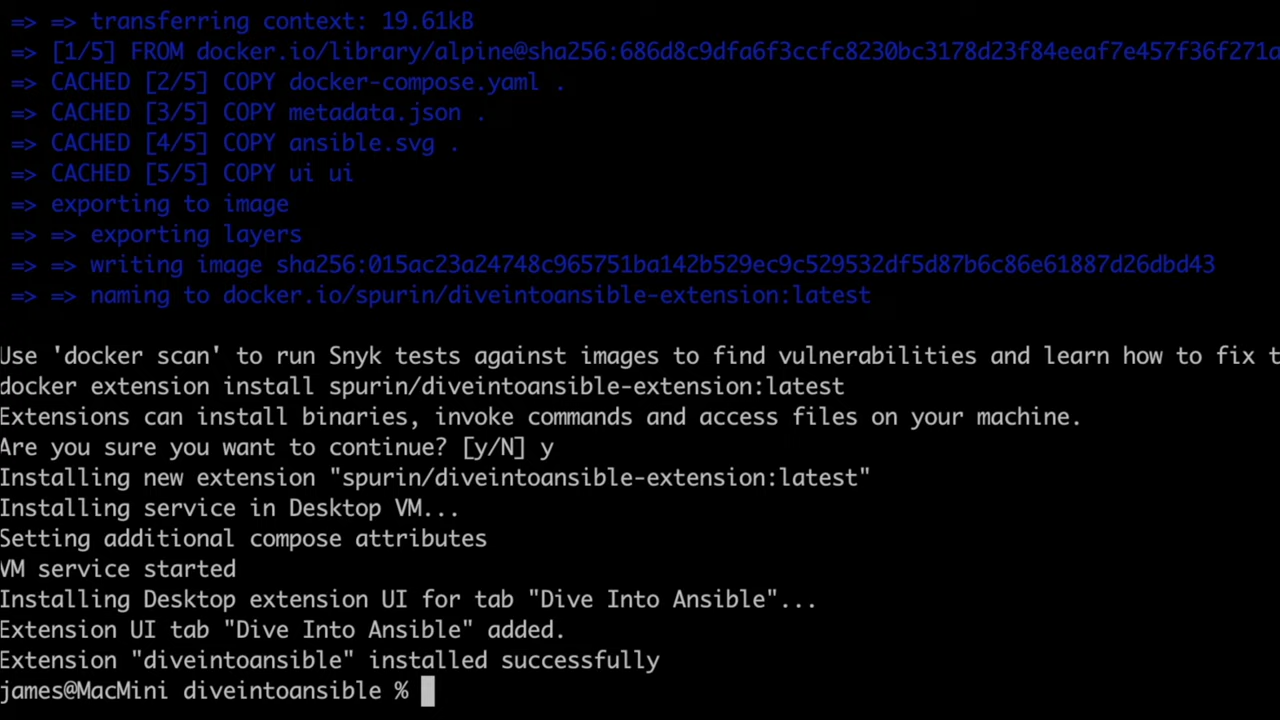 => => transferring context: 19.61kB
=> [1/5] FROM docker.io/library/alpine@sha256:686d8c9dfa6f3ccfc8230bc3178d23f84eeaf7e457f36f271a
=> CACHED [2/5] COPY docker-compose.yaml .
=> CACHED [3/5] COPY metadata.json .
=> CACHED [4/5] COPY ansible.svg .
=> CACHED [5/5] COPY ui ui
=> exporting to image
=> => exporting layers
=> => writing image sha256:015ac23a24748c965751ba142b529ec9c529532df5d87b6c86e61887d26dbd43
=> => naming to docker.io/spurin/diveintoansible-extension:latest
Use 'docker scan' to run Snyk tests against images to find vulnerabilities and learn how to fix t
docker extension install spurin/diveintoansible-extension:latest
Extensions can install binaries, invoke commands and access files on your machine.
Are you sure you want to continue? [y/N] y
Installing new extension "spurin/diveintoansible-extension:latest"
Installing service in Desktop VM...
Setting additional compose attributes
VM service started
Installing Desktop extension UI for tab "Dive Into Ansible"...
Extension UI tab "Dive Into Ansible" added.
Extension "diveintoansible" installed successfully
james@MacMini diveintoansible %